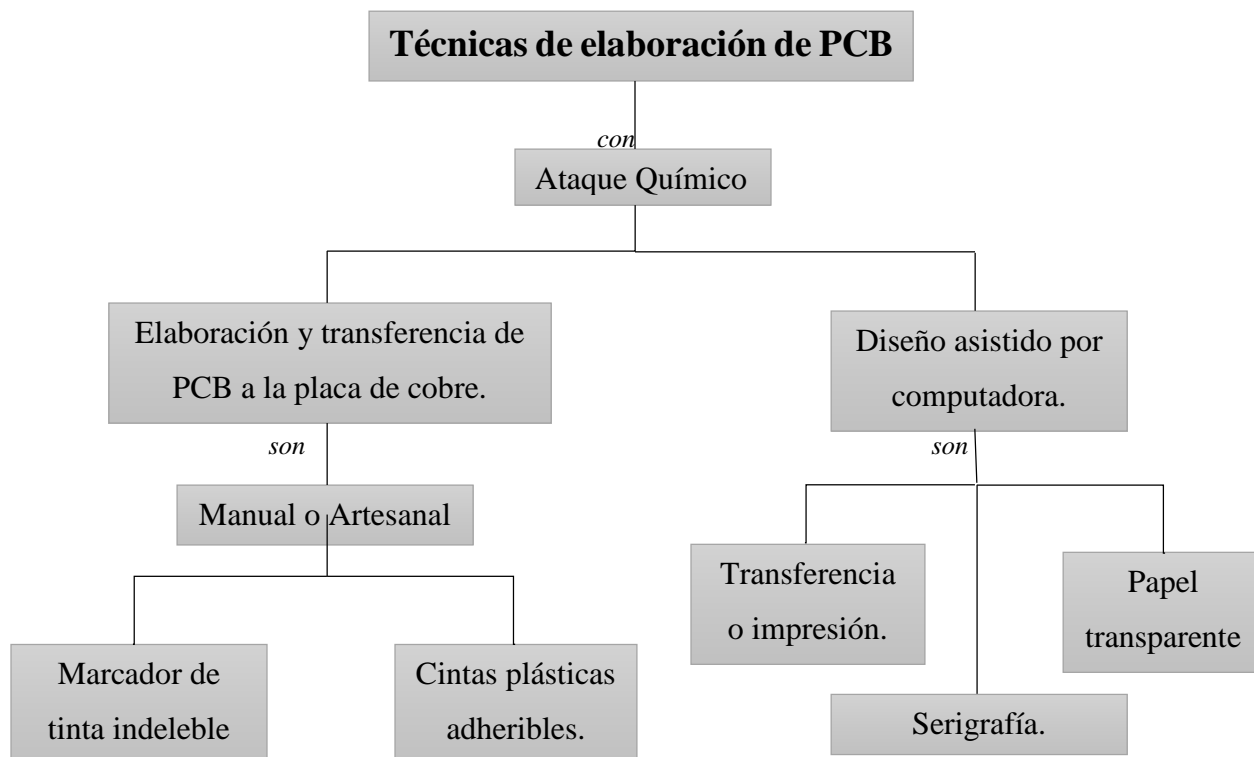 Técnicas de elaboración de PCB
con
Ataque Químico
Elaboración y transferencia de
PCB a la placa de cobre.
son
Manual o Artesanal
Marcador de
tinta indeleble
Cintas plásticas
adheribles.
Diseño asistido por
computadora.
son
Transferencia
o impresión.
Serigrafía.
Papel
transparente